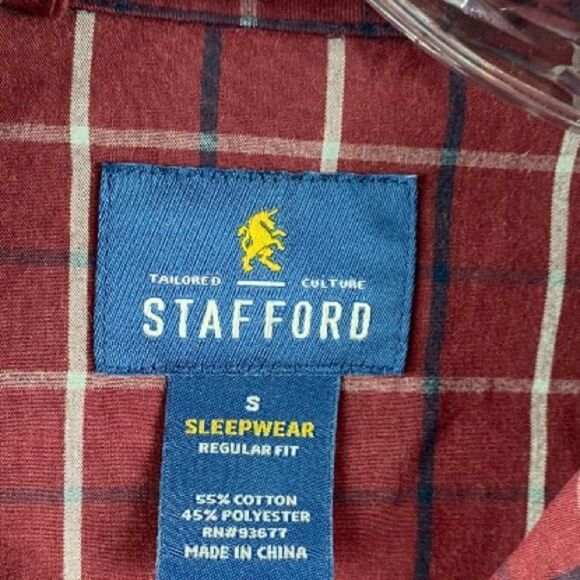 TAILORED CULTURE
STAFFORD
S
SLEEPWEAR
REGULAR FIT
55% COTTON
45% POLYESTER
RN#93677
MADE IN CHINA